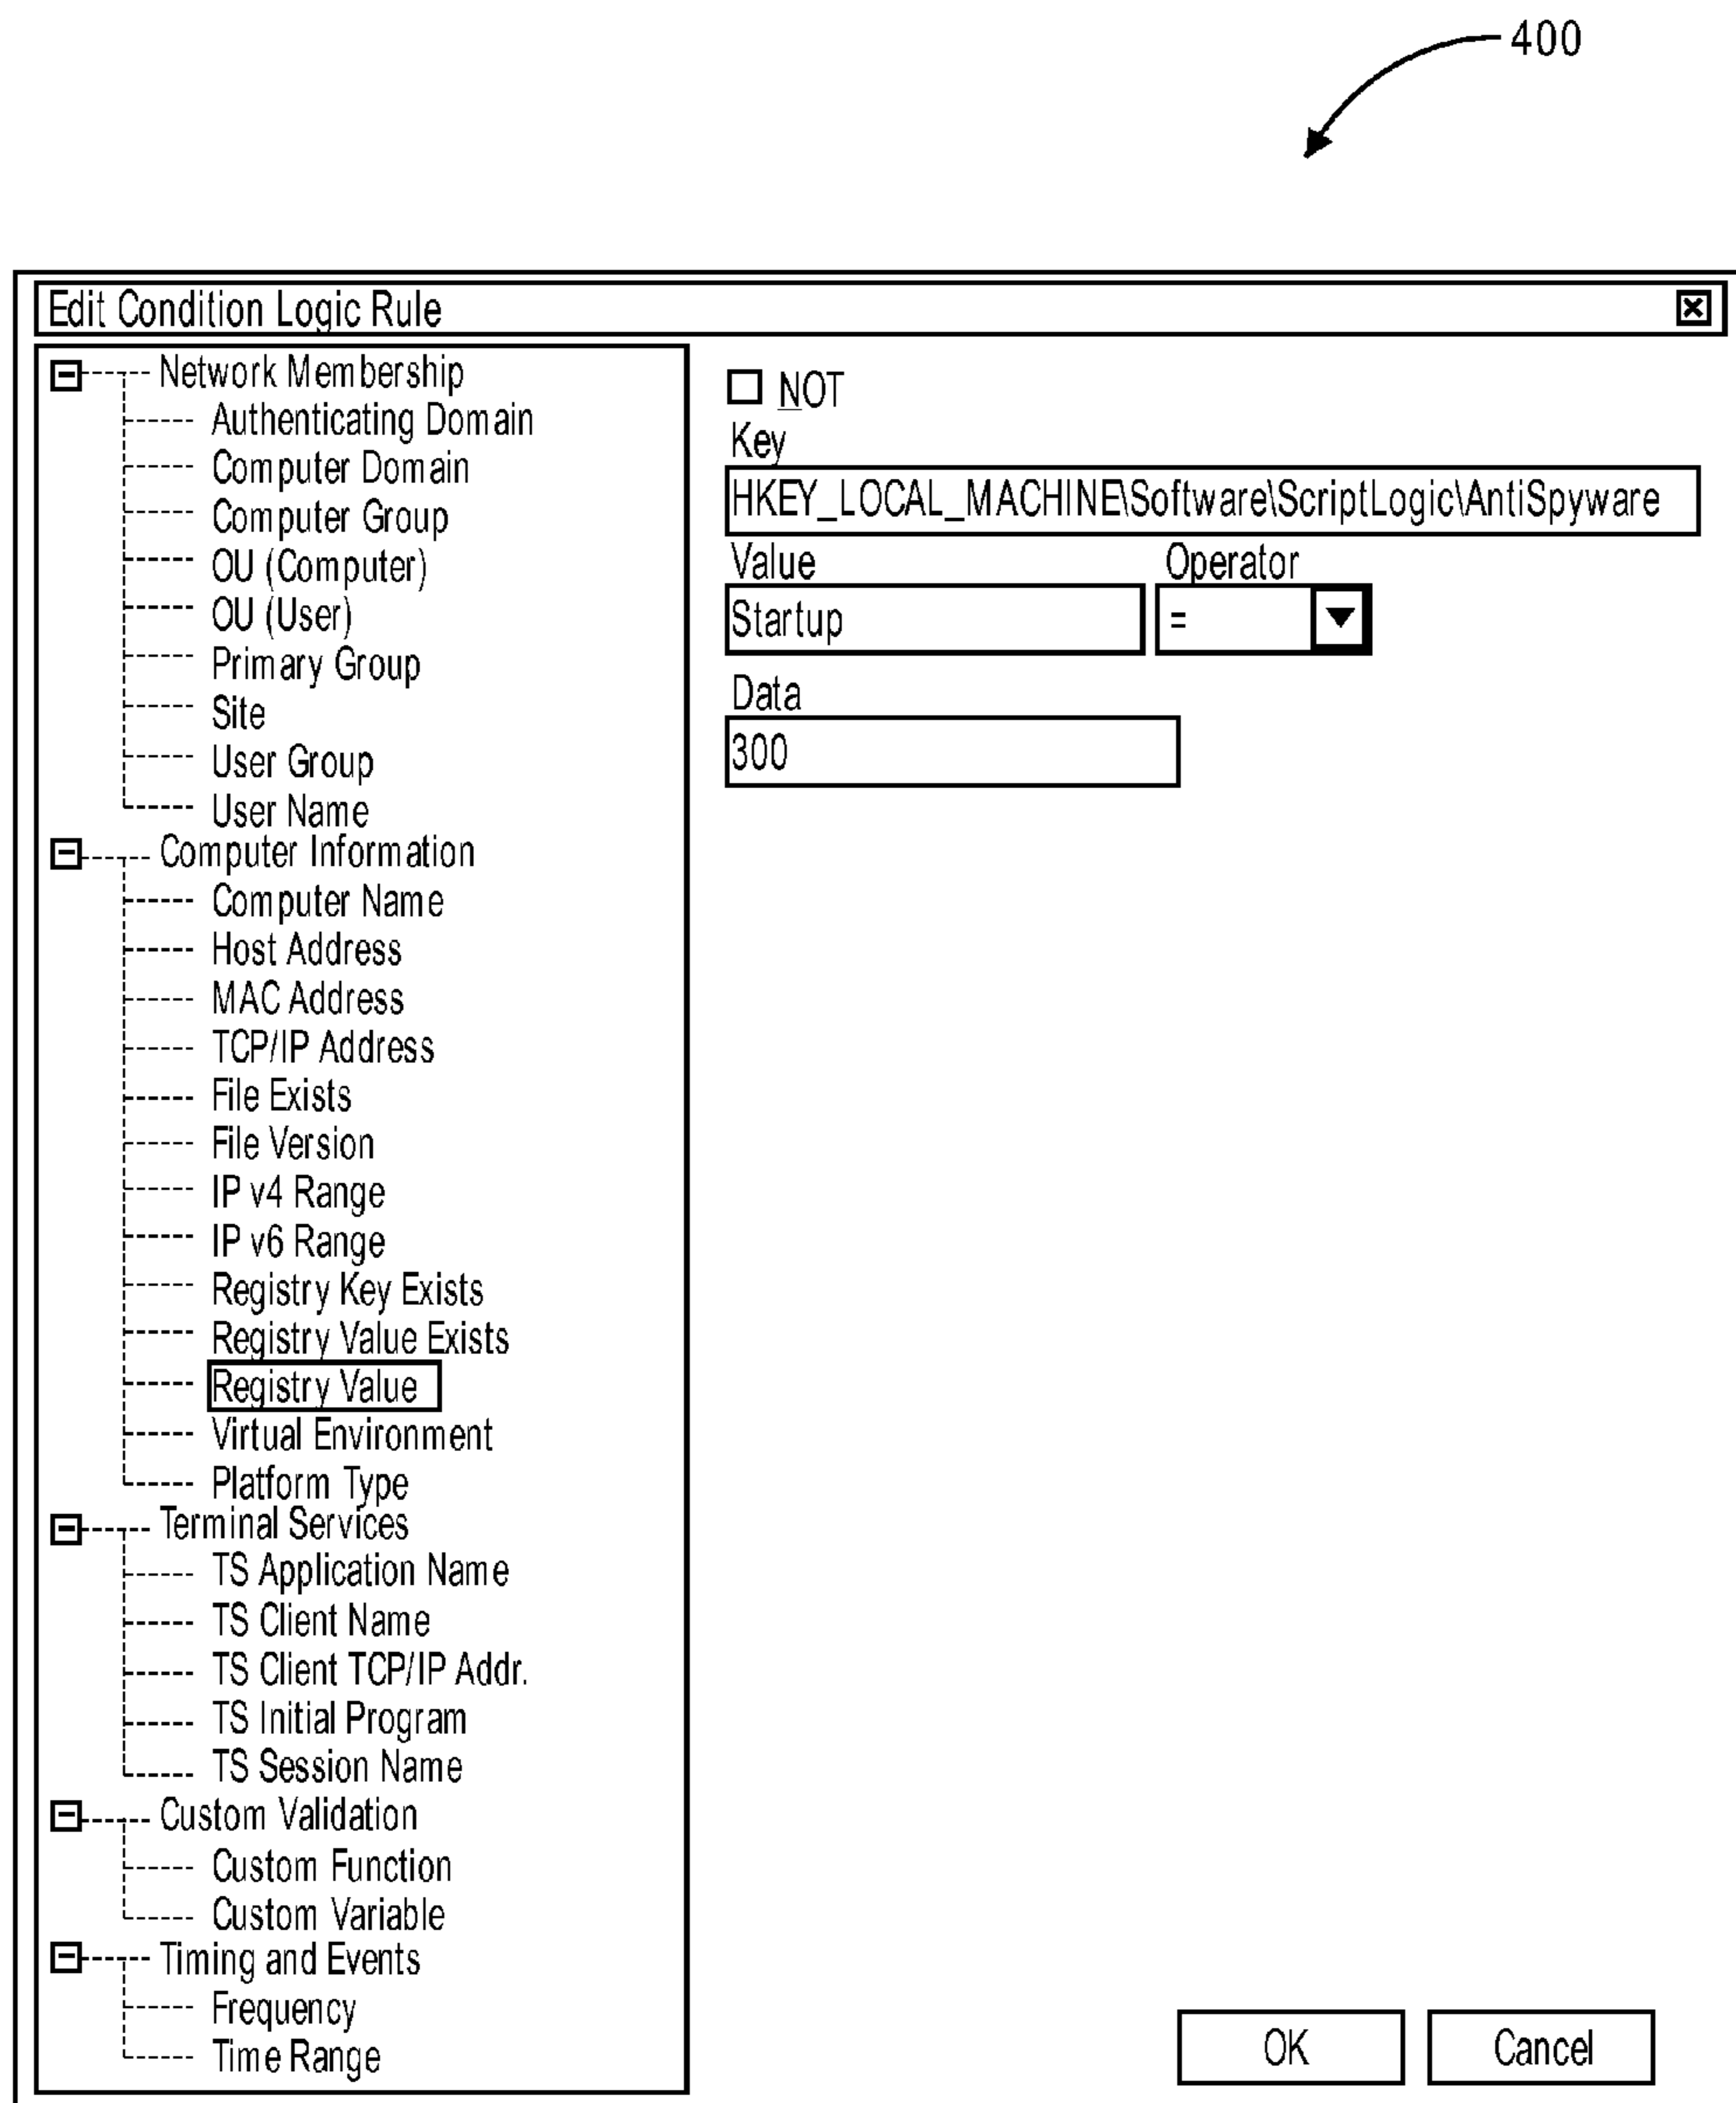 400
Edit Condition Logic Rule
Network Membership
Authenticating Domain
Computer Domain
Computer Group
OU (Computer)
OU (User)
Primary Group
Site
User Group
User Name
Computer Information
Computer Name
Host Address
MAC Address
TCP/IP Address
File Exists
File Version
IP v4 Range
IP v6 Range
Registry Key Exists
Registry Value Exists
Registry Value
Virtual Environment
Platform Type
Terminal Services
TS Application Name
TS Client Name
TS Client TCP/IP Addr.
TS Initial Program
TS Session Name
Custom Validation
Custom Function
Custom Variable
Timing and Events
Frequency
Time Range
NOT
Key
HKEY_LOCAL_MACHINE\Software\ScriptLogic\AntiSpyware
Value Operator
Startup =
Data
300
OK Cancel